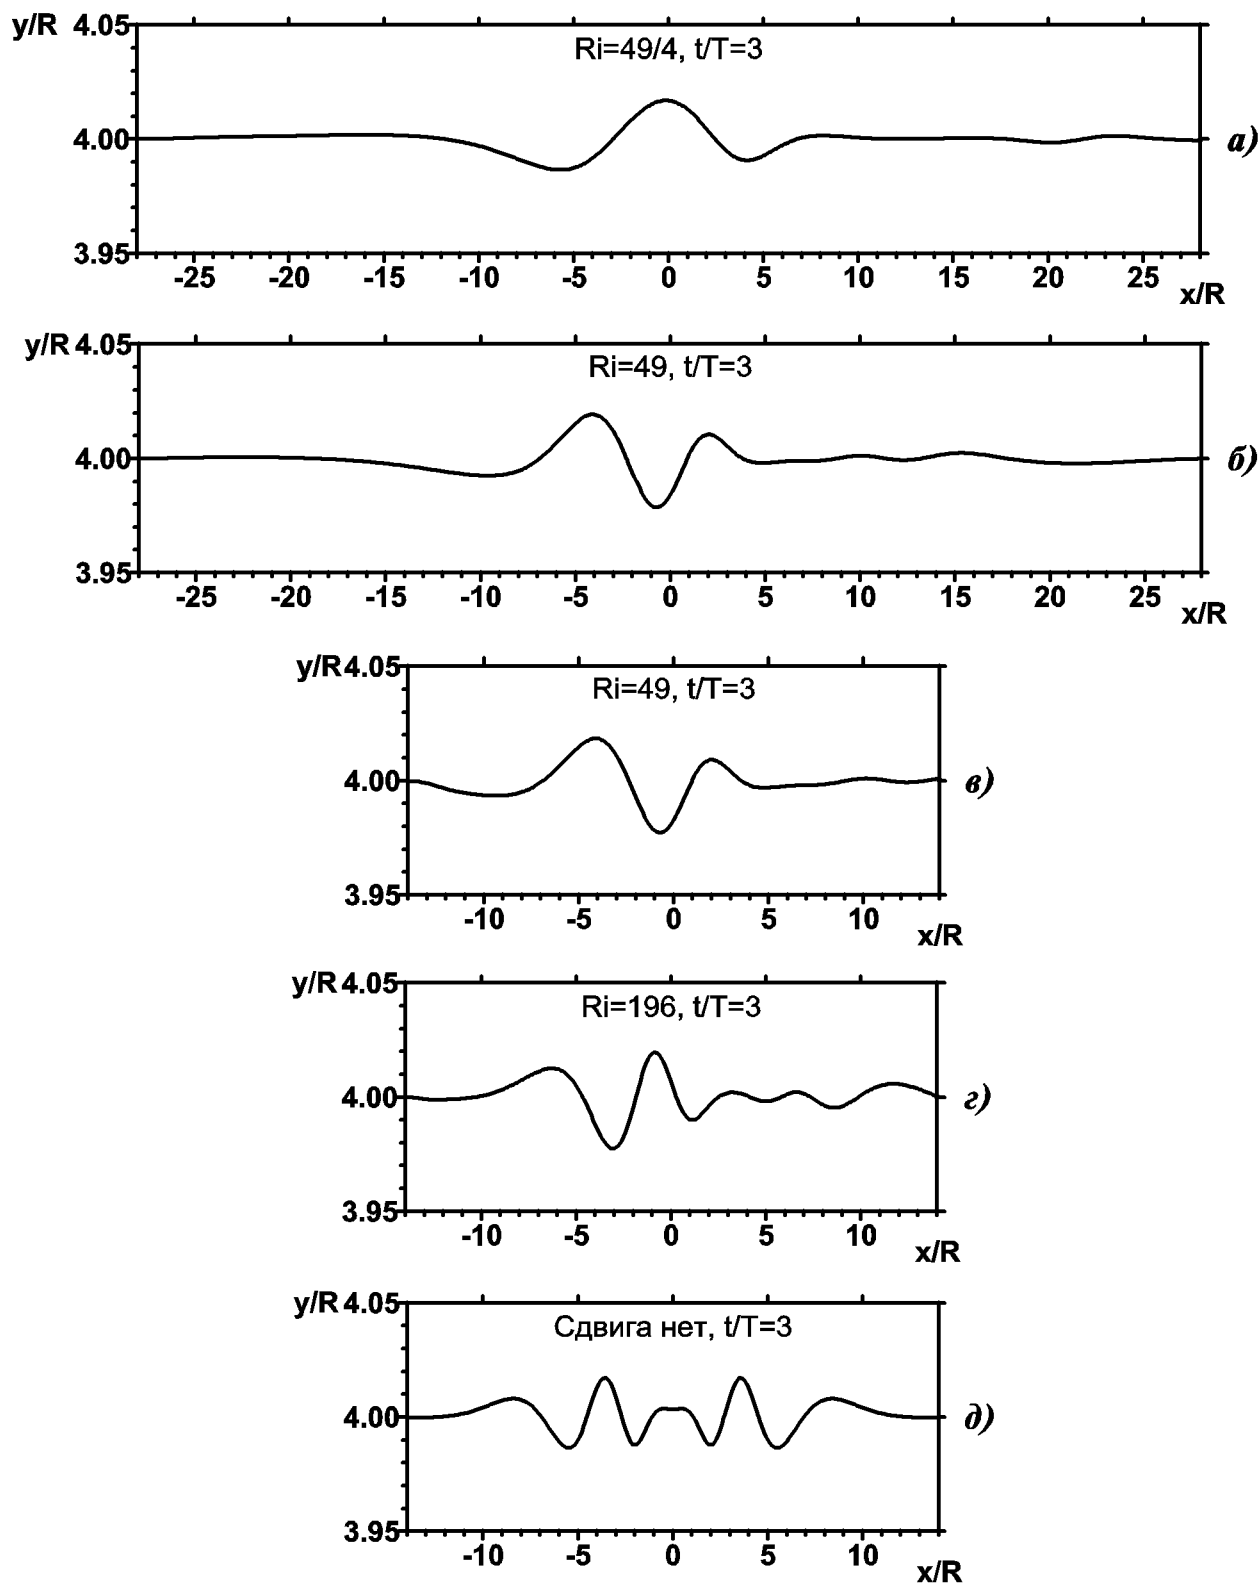 y/R 4.05
Ri=49/4, t/T=3
4.00
а)
3.95
-25 -20 -15 -10 -5 0 5 10 15 20 25
x/R
y/R 4.05
Ri=49, t/T=3
4.00
б)
3.95
-25 -20 -15 -10 -5 0 5 10 15 20 25
x/R
y/R 4.05
Ri=49, t/T=3
4.00
в)
3.95
-10 -5 0 5 10
x/R
y/R 4.05
Ri=196, t/T=3
4.00
г)
3.95
-10 -5 0 5 10
x/R
y/R 4.05
Сдвига нет, t/T=3
4.00
д)
3.95
-10 -5 0 5 10
x/R